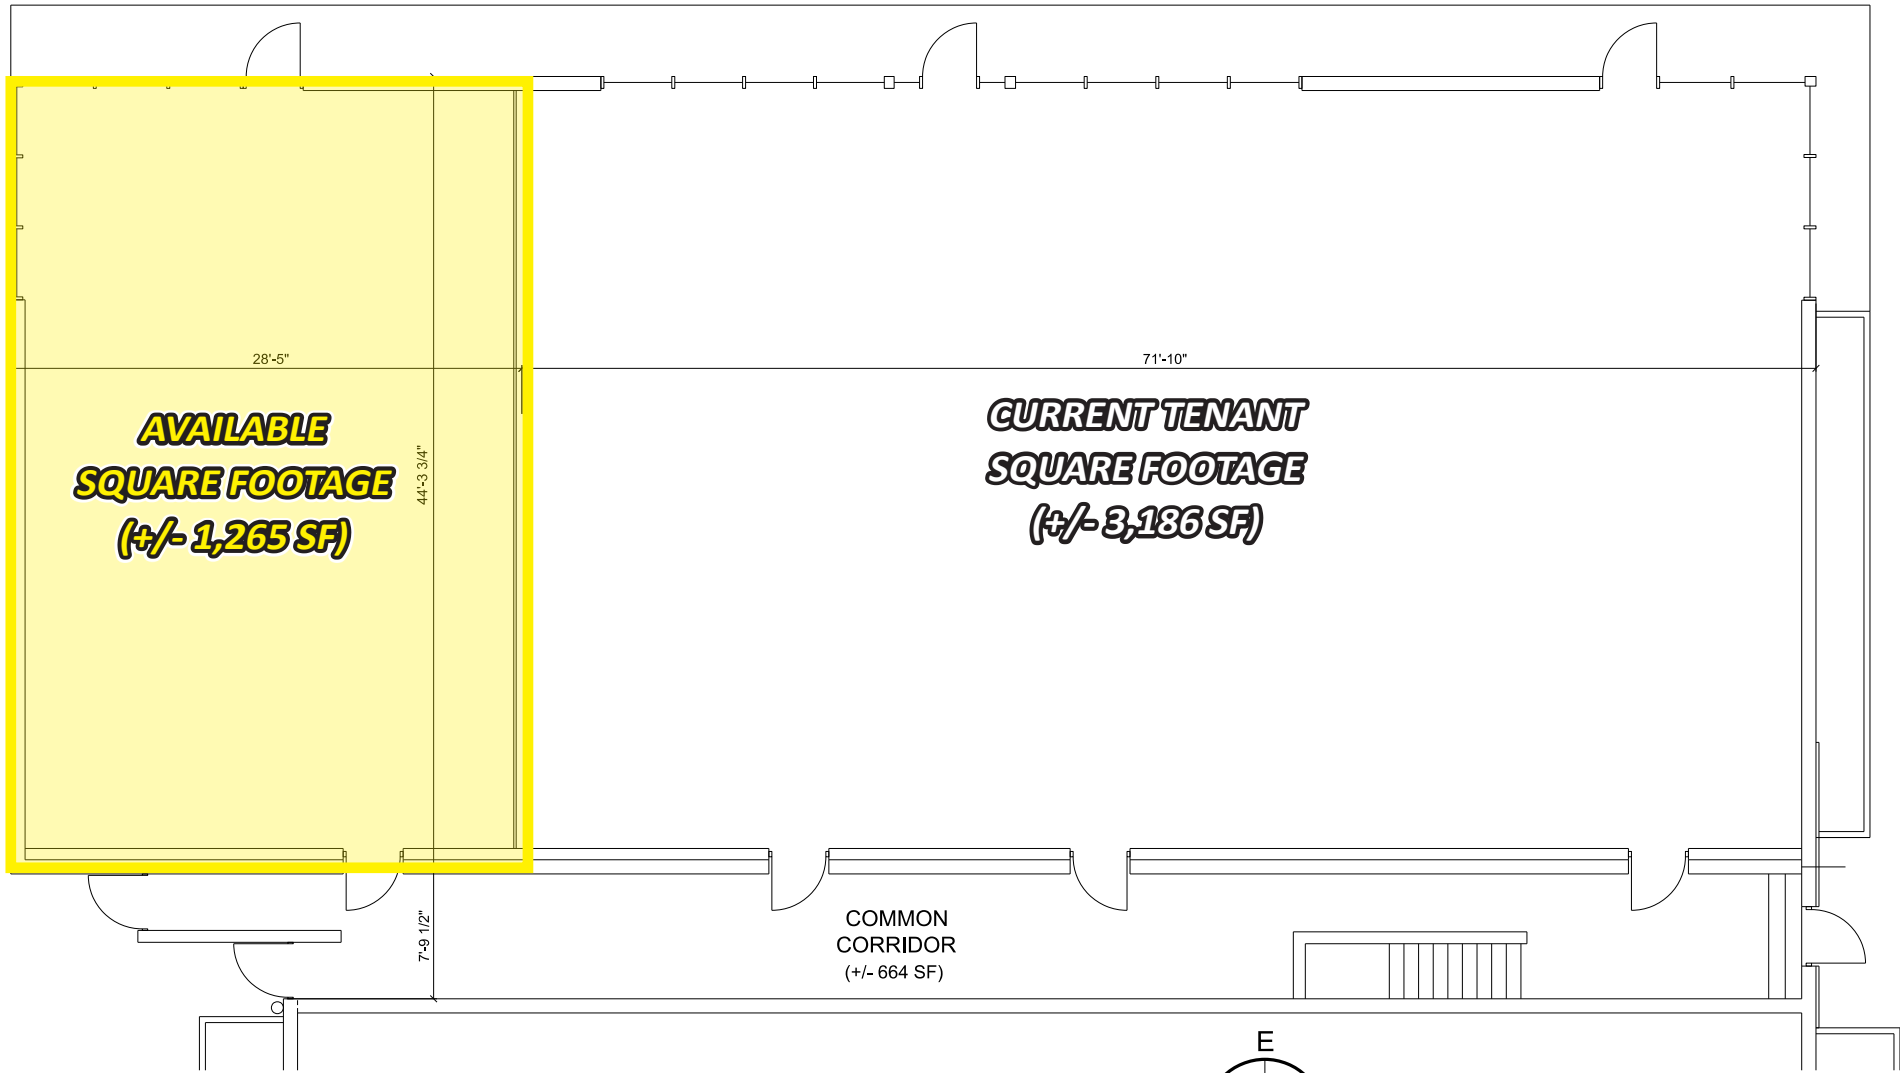 28'-5"
71'-10"
AVAILABLE
SQUARE FOOTAGE
(+/- 1,265 SF)
44'-3 3/4"
CURRENT TENANT
SQUARE FOOTAGE
(+/- 3,186 SF)
7'-9 1/2"
COMMON
CORRIDOR
(+/- 664 SF)
E